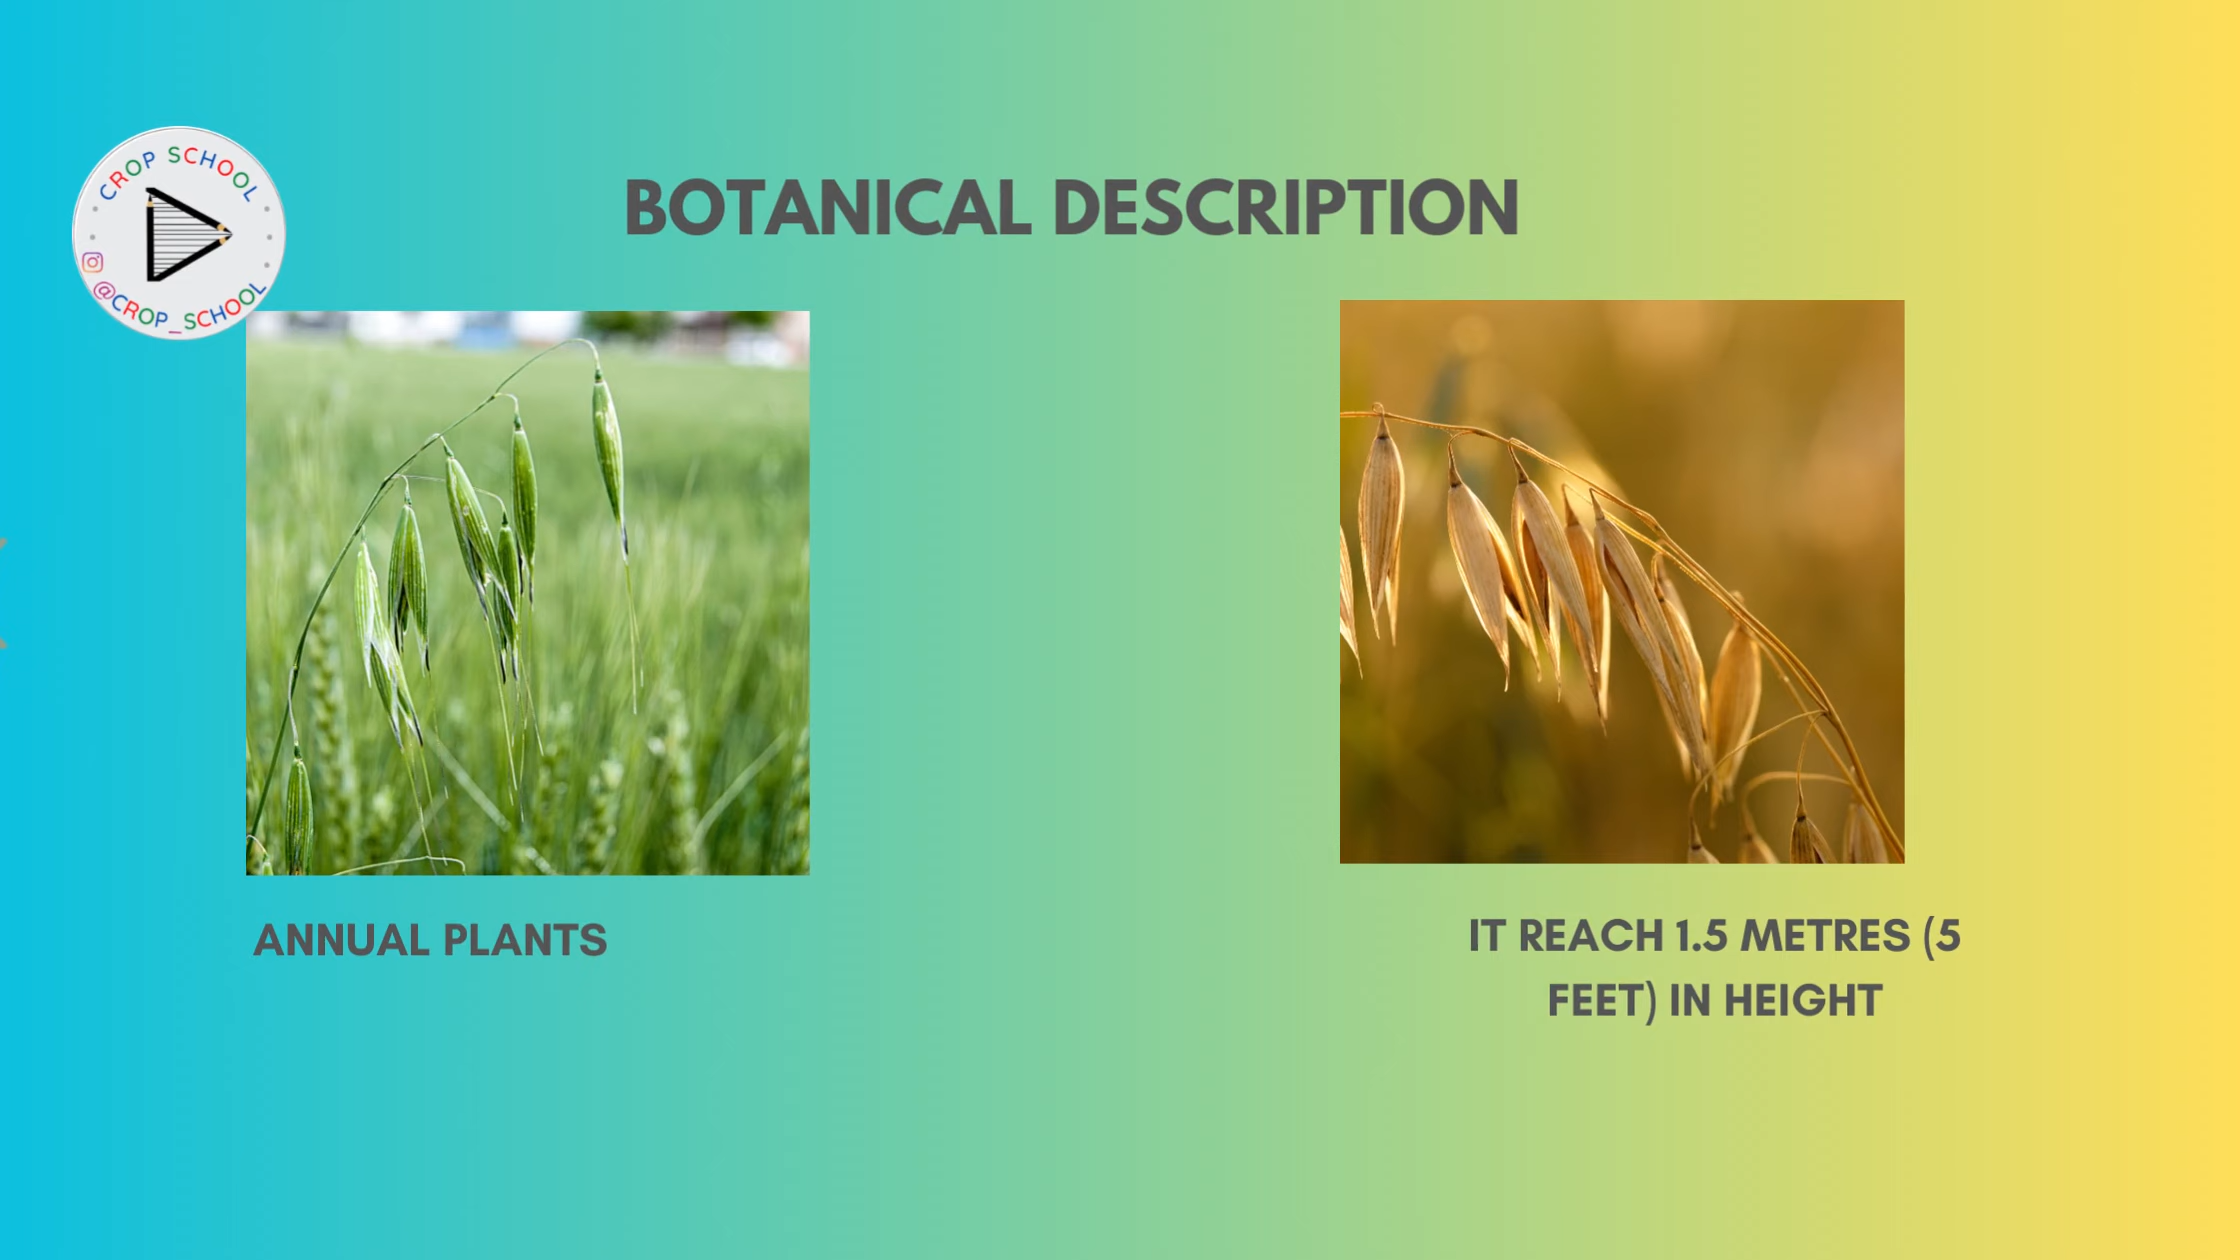 CROP SCHOOL
@CROP_SCHOOL
BOTANICAL DESCRIPTION
ANNUAL PLANTS
IT REACH 1.5 METRES (5
FEET) IN HEIGHT